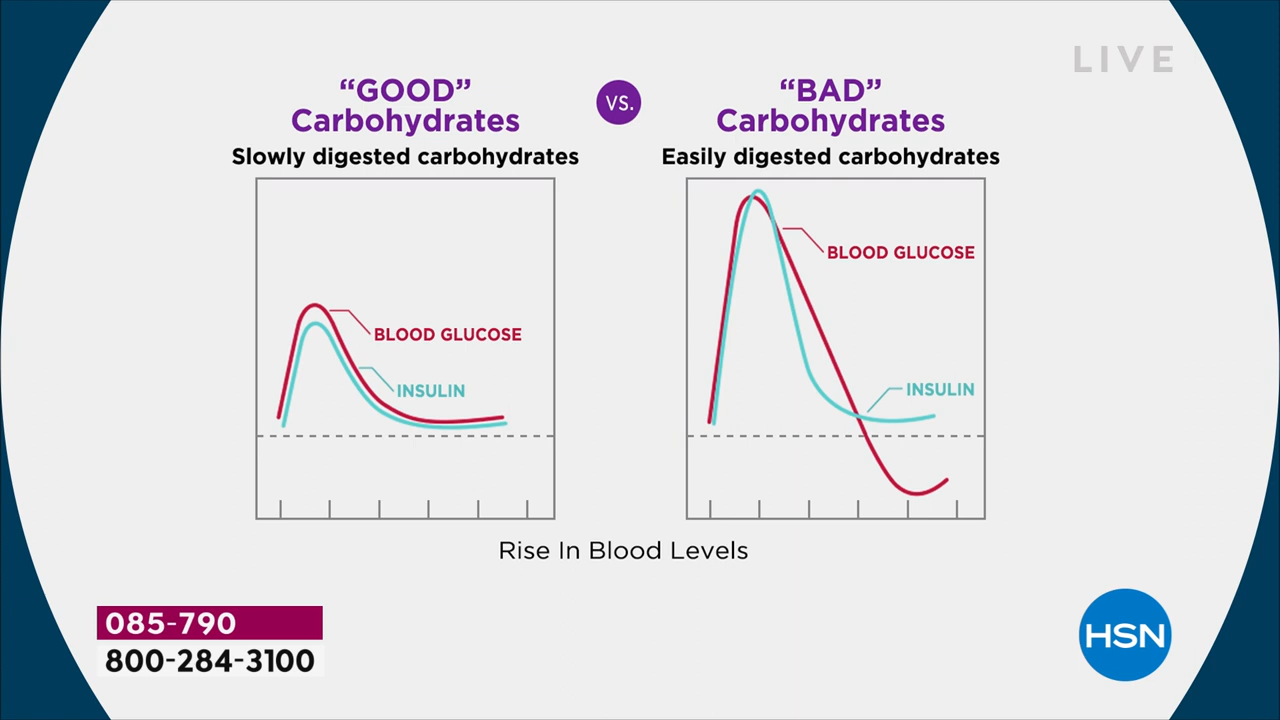 LIVE
“GOOD”
Carbohydrates
Slowly digested carbohydrates
VS.
“BAD”
Carbohydrates
Easily digested carbohydrates
BLOOD GLUCOSE
INSULIN
BLOOD GLUCOSE
INSULIN
Rise In Blood Levels
085-790
800-284-3100
HSN